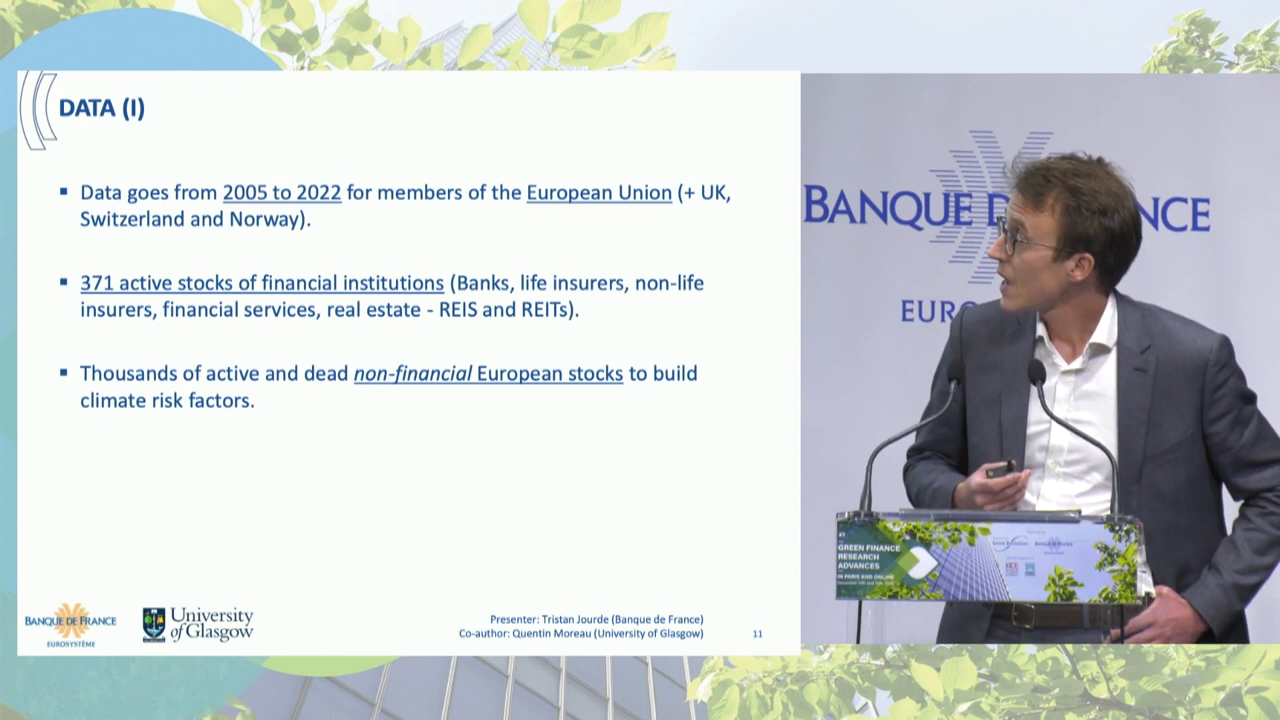 DATA (I)
▪ Data goes from 2005 to 2022 for members of the European Union (+ UK,
Switzerland and Norway).
▪ 371 active stocks of financial institutions (Banks, life insurers, non-life
insurers, financial services, real estate - REIS and REITs).
▪ Thousands of active and dead non-financial European stocks to build
climate risk factors.
BANQUE DE FRANCE
EUROSYSTÈME
University
of Glasgow
Presenter: Tristan Jourde (Banque de France)
Co-author: Quentin Moreau (University of Glasgow)
11
BANQUE D NCE
EURO
GREEN FINANCE
RESEARCH
ADVANCES
IN PARIS AND ONLINE